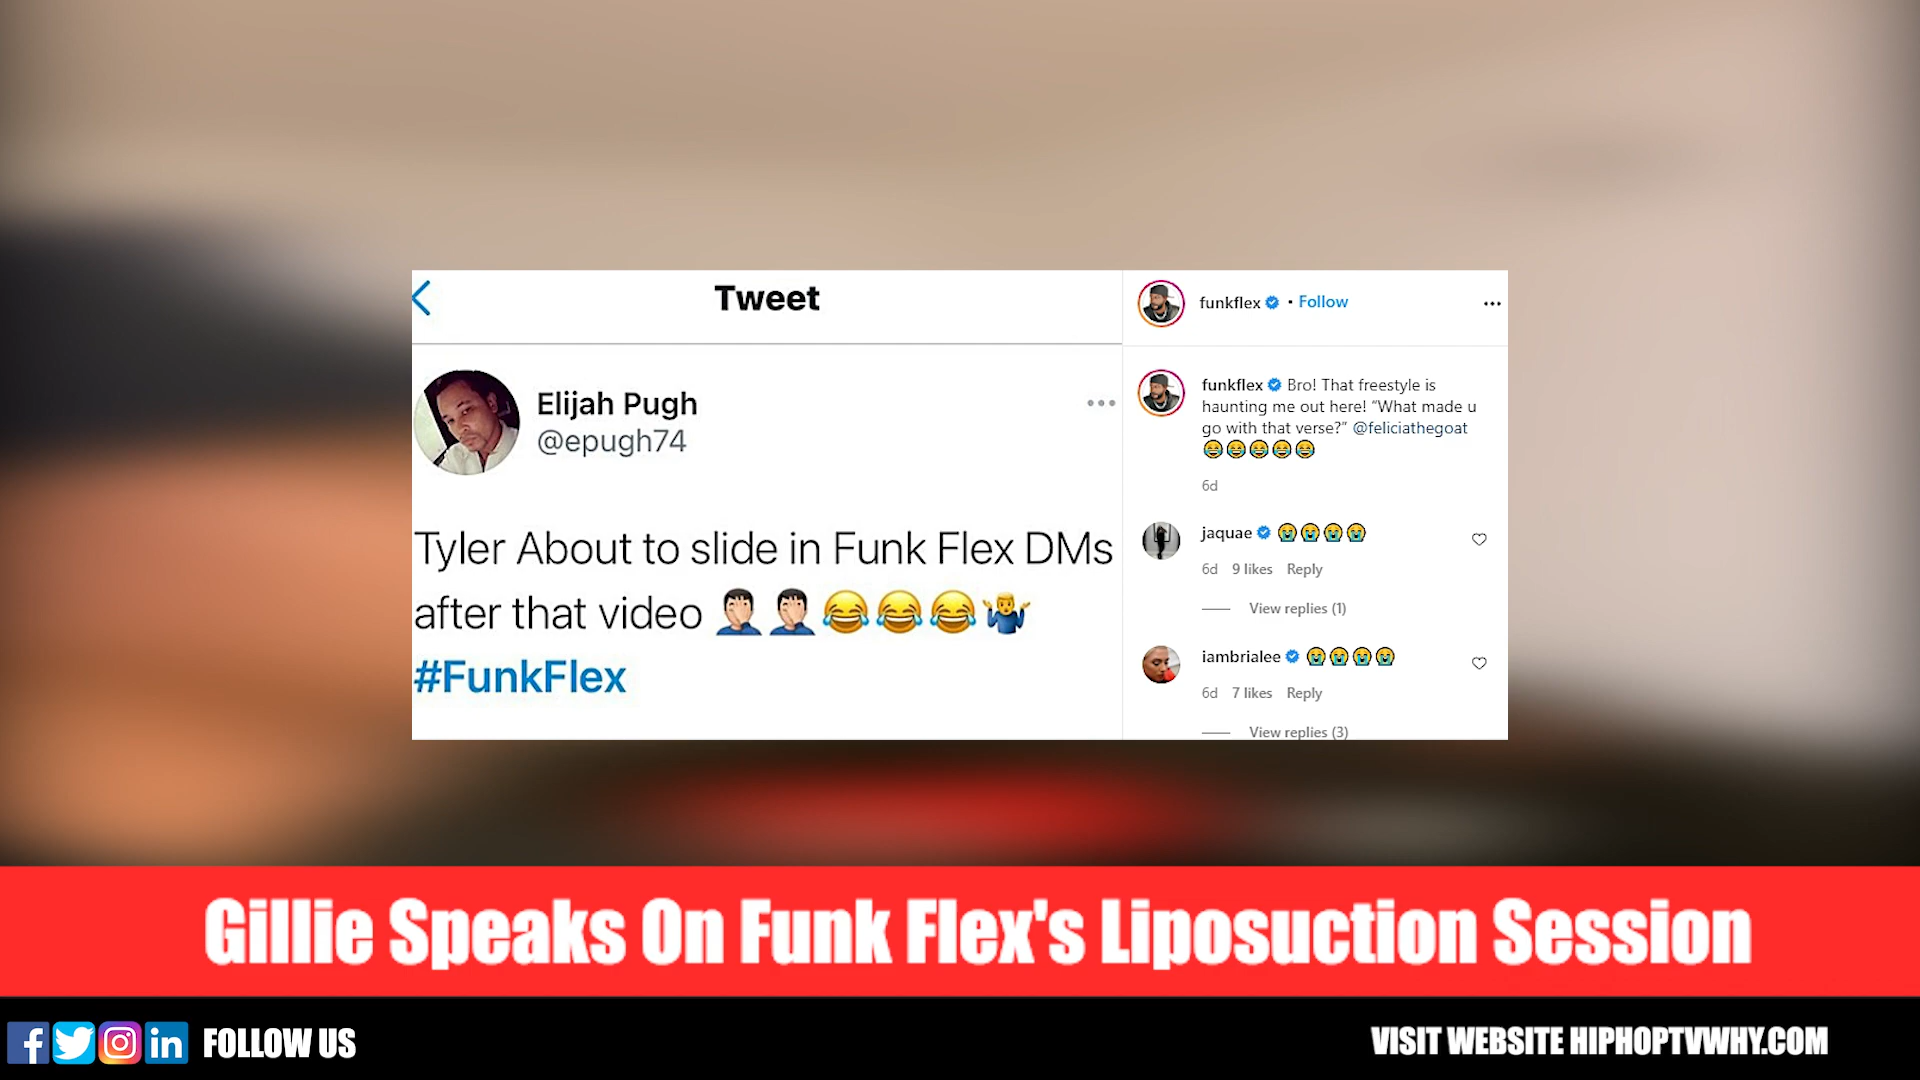 Tweet
Elijah Pugh
@epugh74
Tyler About to slide in Funk Flex DMs
after that video 🤦🏻‍♂️🤦🏻‍♂️😂😂😂🤷‍♂️
#FunkFlex
funkflex • Follow
funkflex Bro! That freestyle is
haunting me out here! "What made u
go with that verse?" @feliciathegoat
😂😂😂😂😂
6d
jaquae 😭😭😭😭
6d 9 likes Reply
View replies (1)
iambrialee 😭😭😭😭
6d 7 likes Reply
View replies (3)
Gillie Speaks On Funk Flex's Liposuction Session
FOLLOW US
VISIT WEBSITE HIPHOPTVWHY.COM